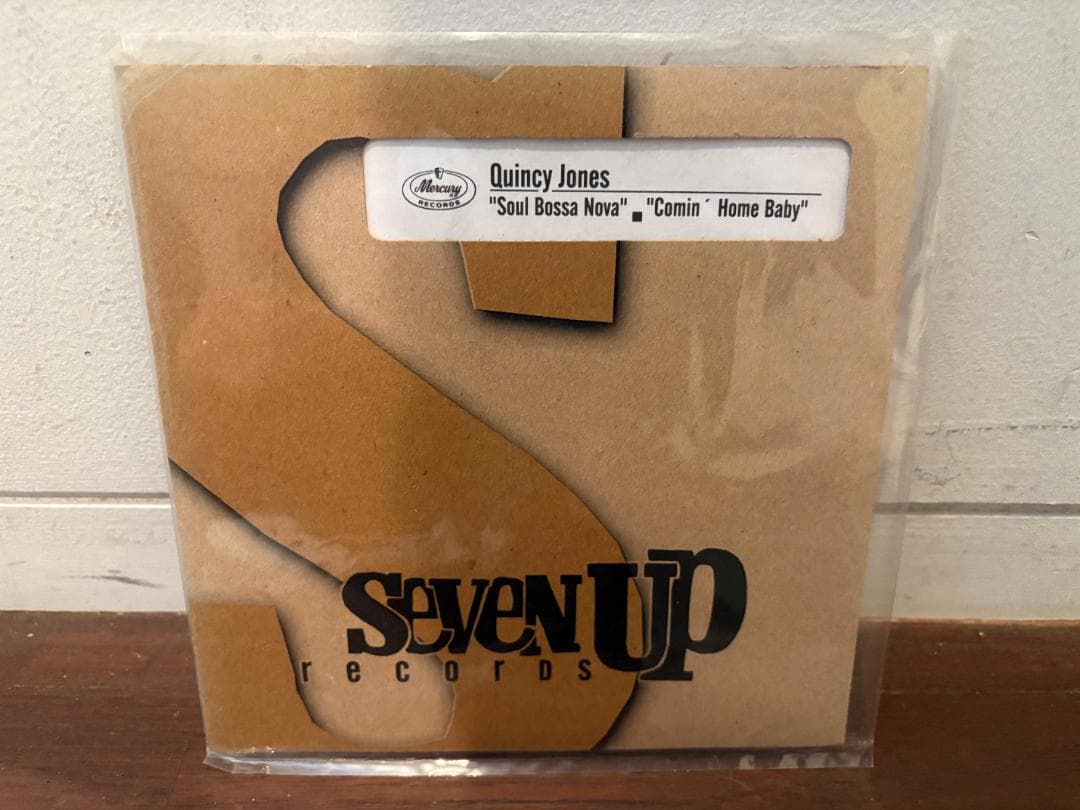 Mercury
RECORDS
Quincy Jones
"Soul Bossa Nova" ■ "Comin´ Home Baby"
SEVEN UP
records